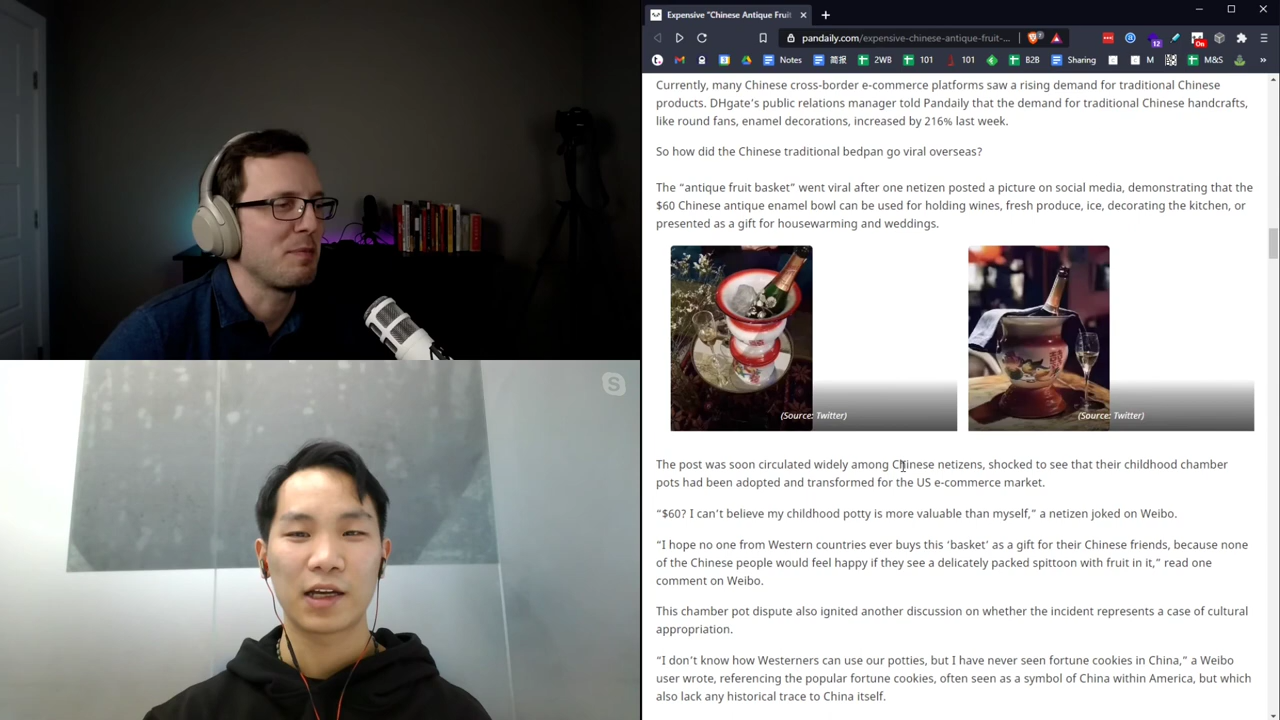 Expensive "Chinese Antique Fruit
pandaily.com/expensive-chinese-antique-fruit-...
Notes 简报 2WB 101 101 B2B Sharing M M&S
12
On
Currently, many Chinese cross-border e-commerce platforms saw a rising demand for traditional Chinese
products. DHgate's public relations manager told Pandaily that the demand for traditional Chinese handcrafts,
like round fans, enamel decorations, increased by 216% last week.
So how did the Chinese traditional bedpan go viral overseas?
The “antique fruit basket” went viral after one netizen posted a picture on social media, demonstrating that the
$60 Chinese antique enamel bowl can be used for holding wines, fresh produce, ice, decorating the kitchen, or
presented as a gift for housewarming and weddings.
(Source: Twitter)
(Source: Twitter)
The post was soon circulated widely among Chinese netizens, shocked to see that their childhood chamber
pots had been adopted and transformed for the US e-commerce market.
“$60? I can’t believe my childhood potty is more valuable than myself,” a netizen joked on Weibo.
“I hope no one from Western countries ever buys this ‘basket’ as a gift for their Chinese friends, because none
of the Chinese people would feel happy if they see a delicately packed spittoon with fruit in it,” read one
comment on Weibo.
This chamber pot dispute also ignited another discussion on whether the incident represents a case of cultural
appropriation.
“I don’t know how Westerners can use our potties, but I have never seen fortune cookies in China,” a Weibo
user wrote, referencing the popular fortune cookies, often seen as a symbol of China within America, but which
also lack any historical trace to China itself.